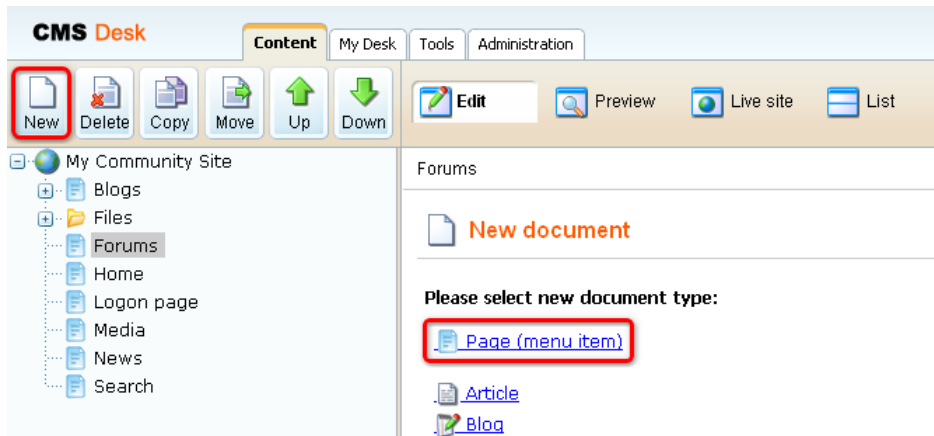 CMS Desk
Content My Desk Tools Administration
New Delete Copy Move Up Down
Edit Preview Live site List
My Community Site
Blogs
Files
Forums
Home
Logon page
Media
News
Search
Forums
New document
Please select new document type:
Page (menu item)
Article
Blog